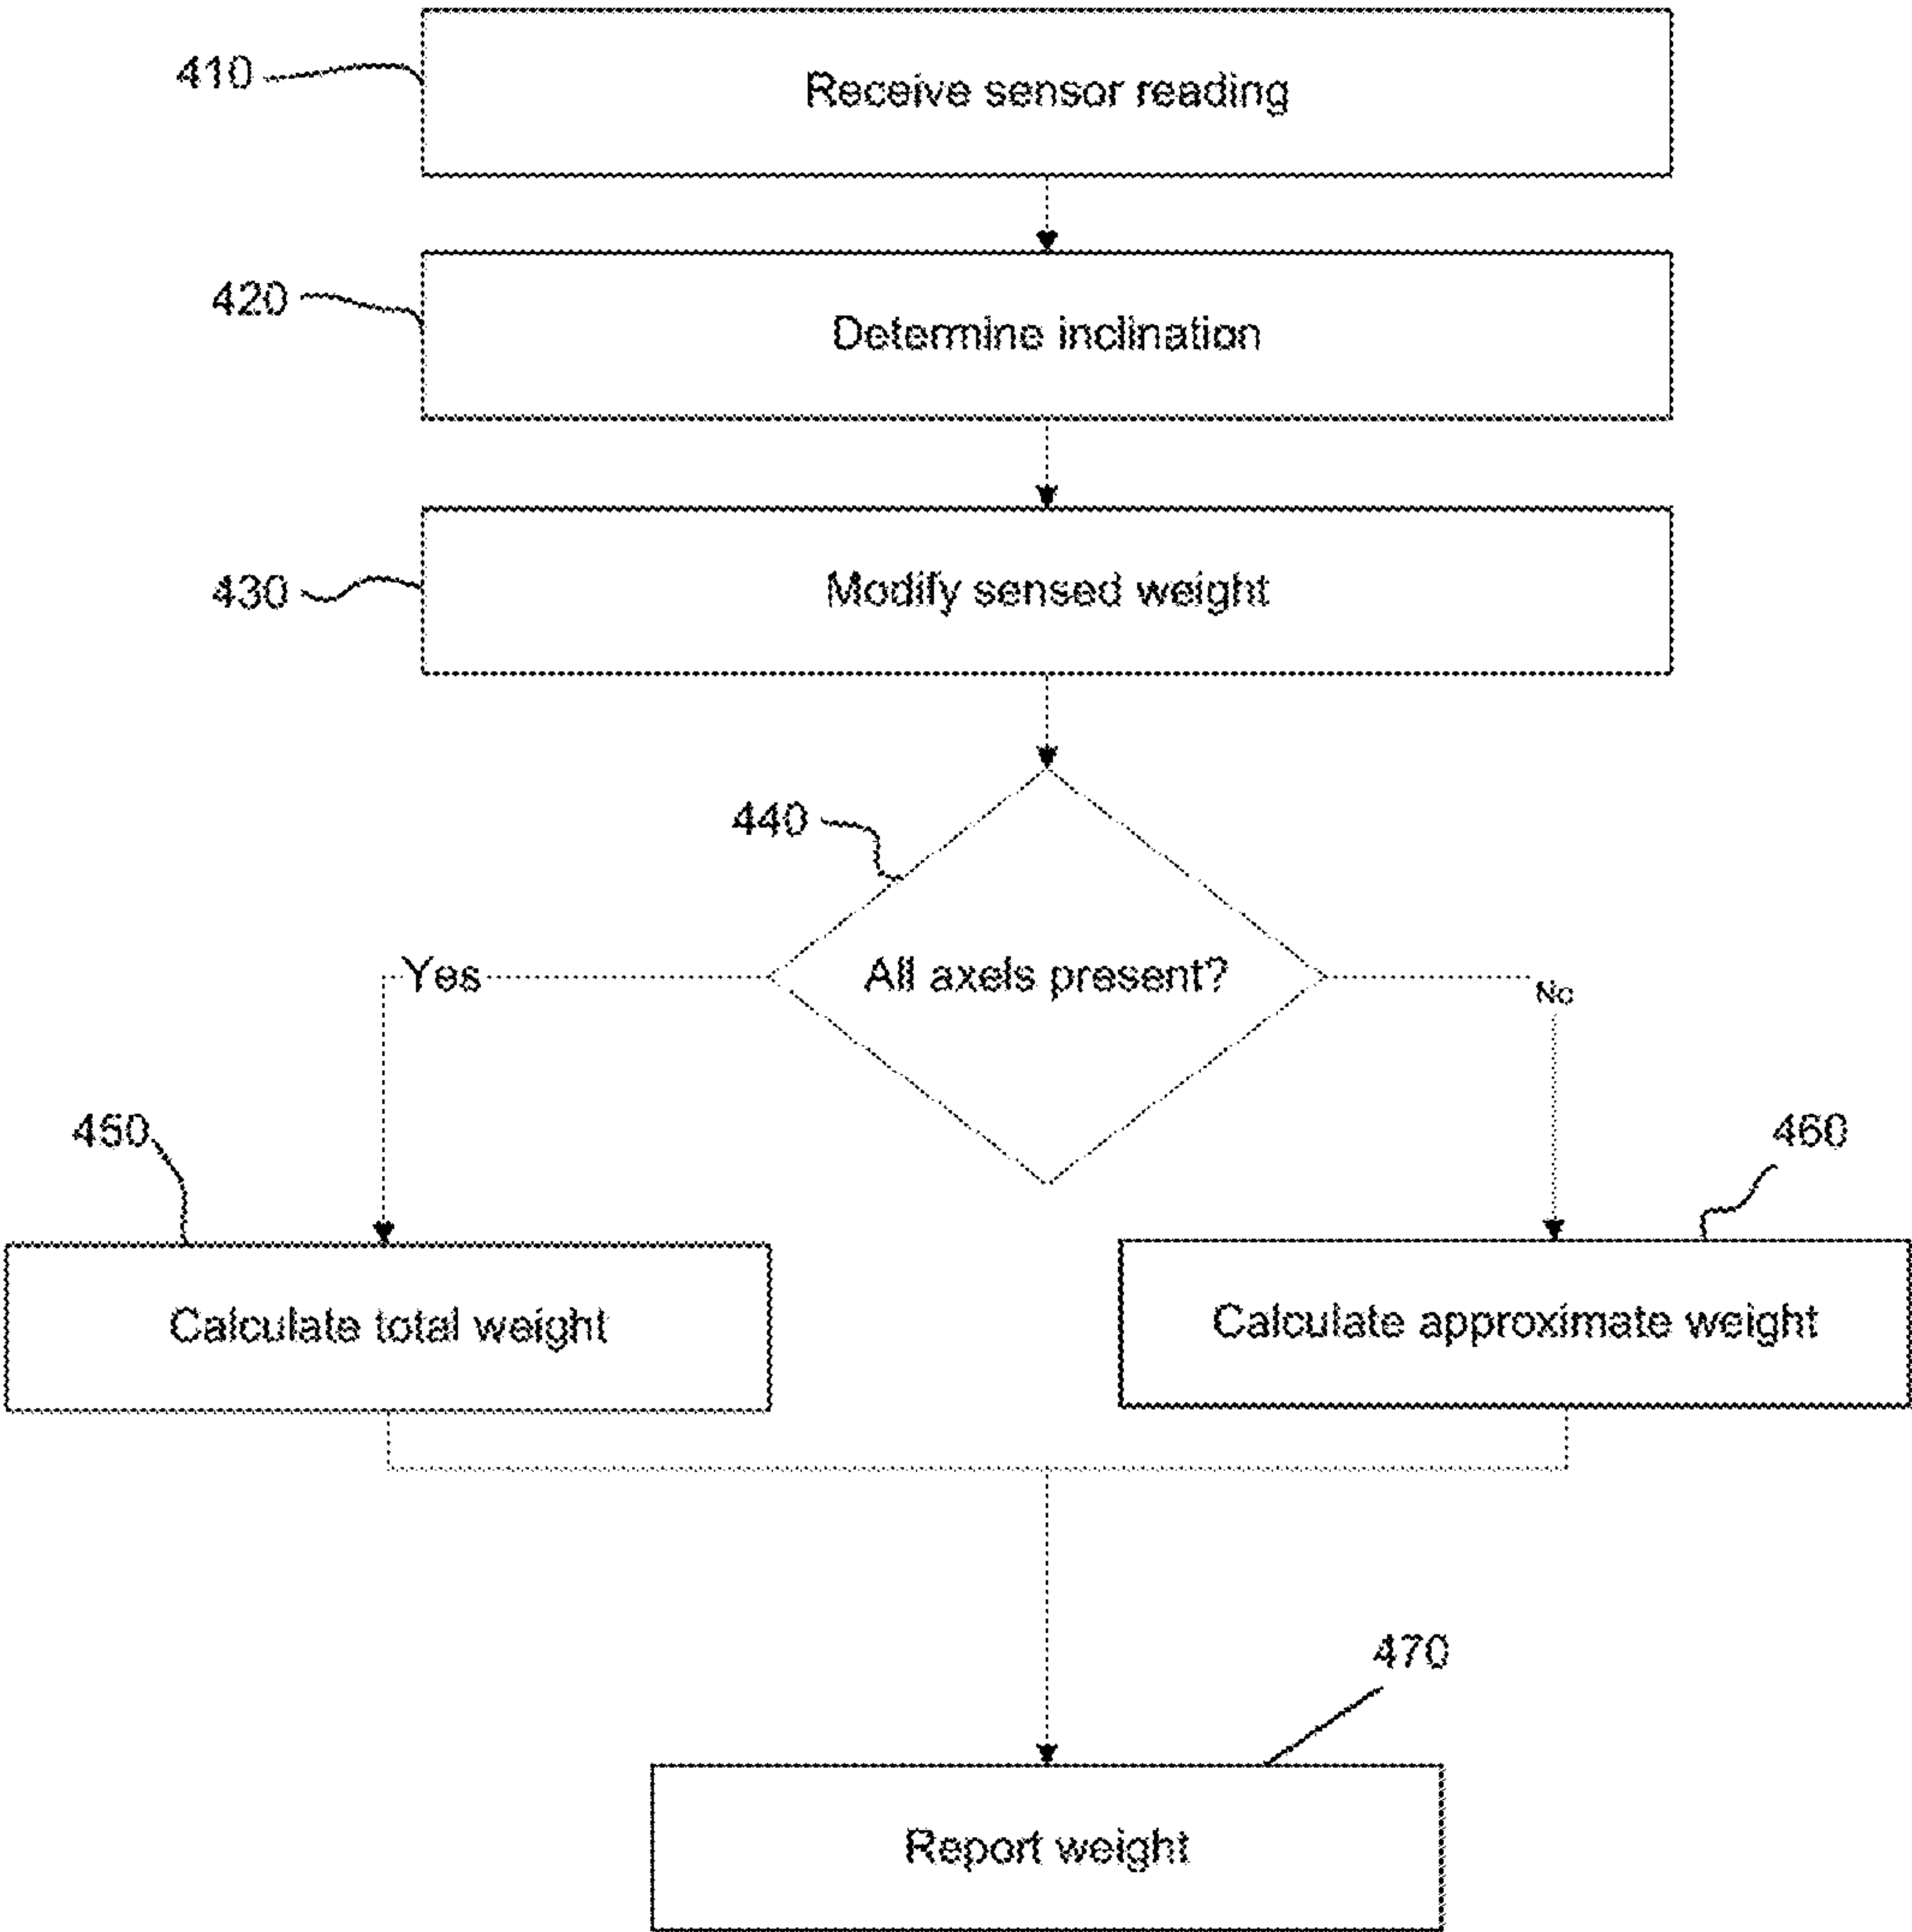 410
Receive sensor reading
420
Determine inclination
430
Modify sensed weight
440
All axels present?
Yes
No
450
460
Calculate total weight
Calculate approximate weight
470
Report weight